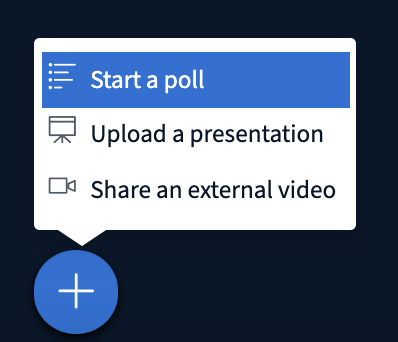 Start a poll
Upload a presentation
Share an external video